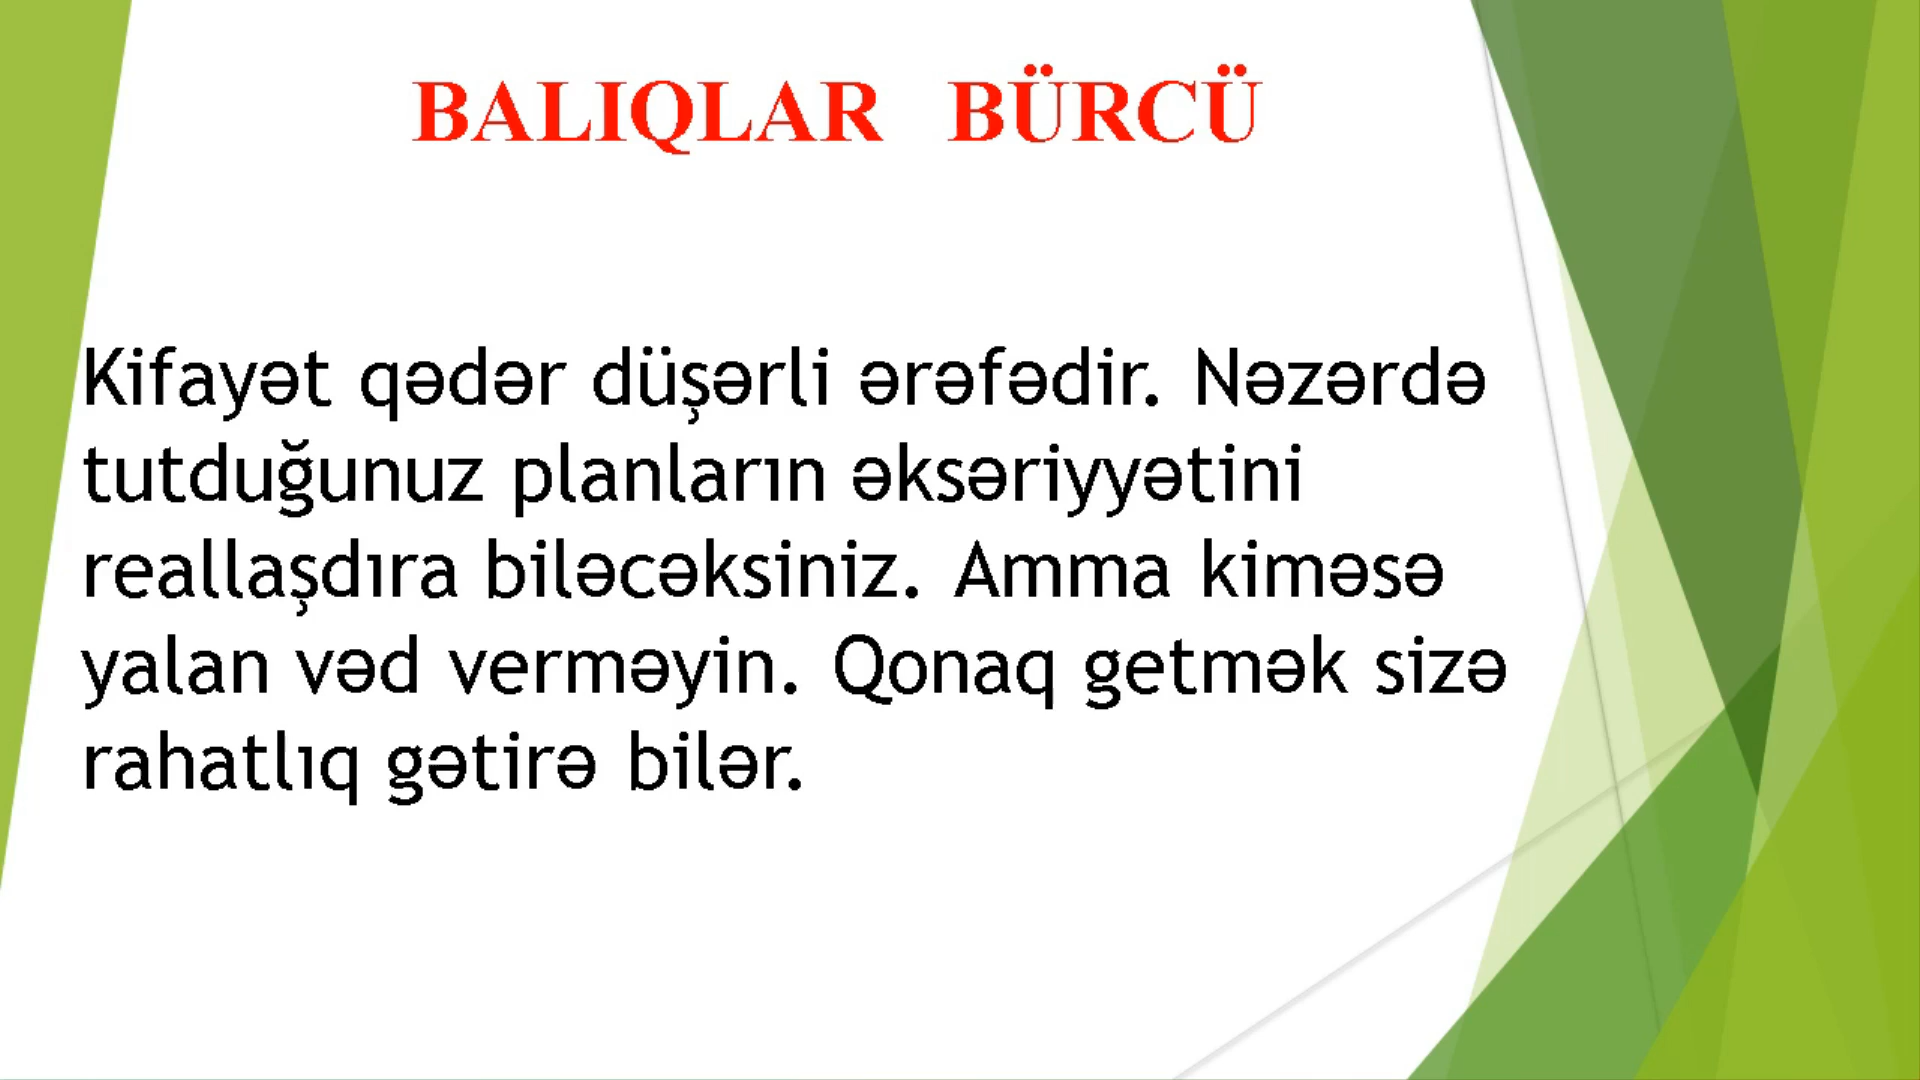 BALIQLAR BÜRCÜ
Kifayət qədər düşərli ərəfədir. Nəzərdə
tutduğunuz planların əksəriyyətini
reallaşdıra biləcəksiniz. Amma kiməsə
yalan vəd verməyin. Qonaq getmək sizə
rahatlıq gətirə bilər.